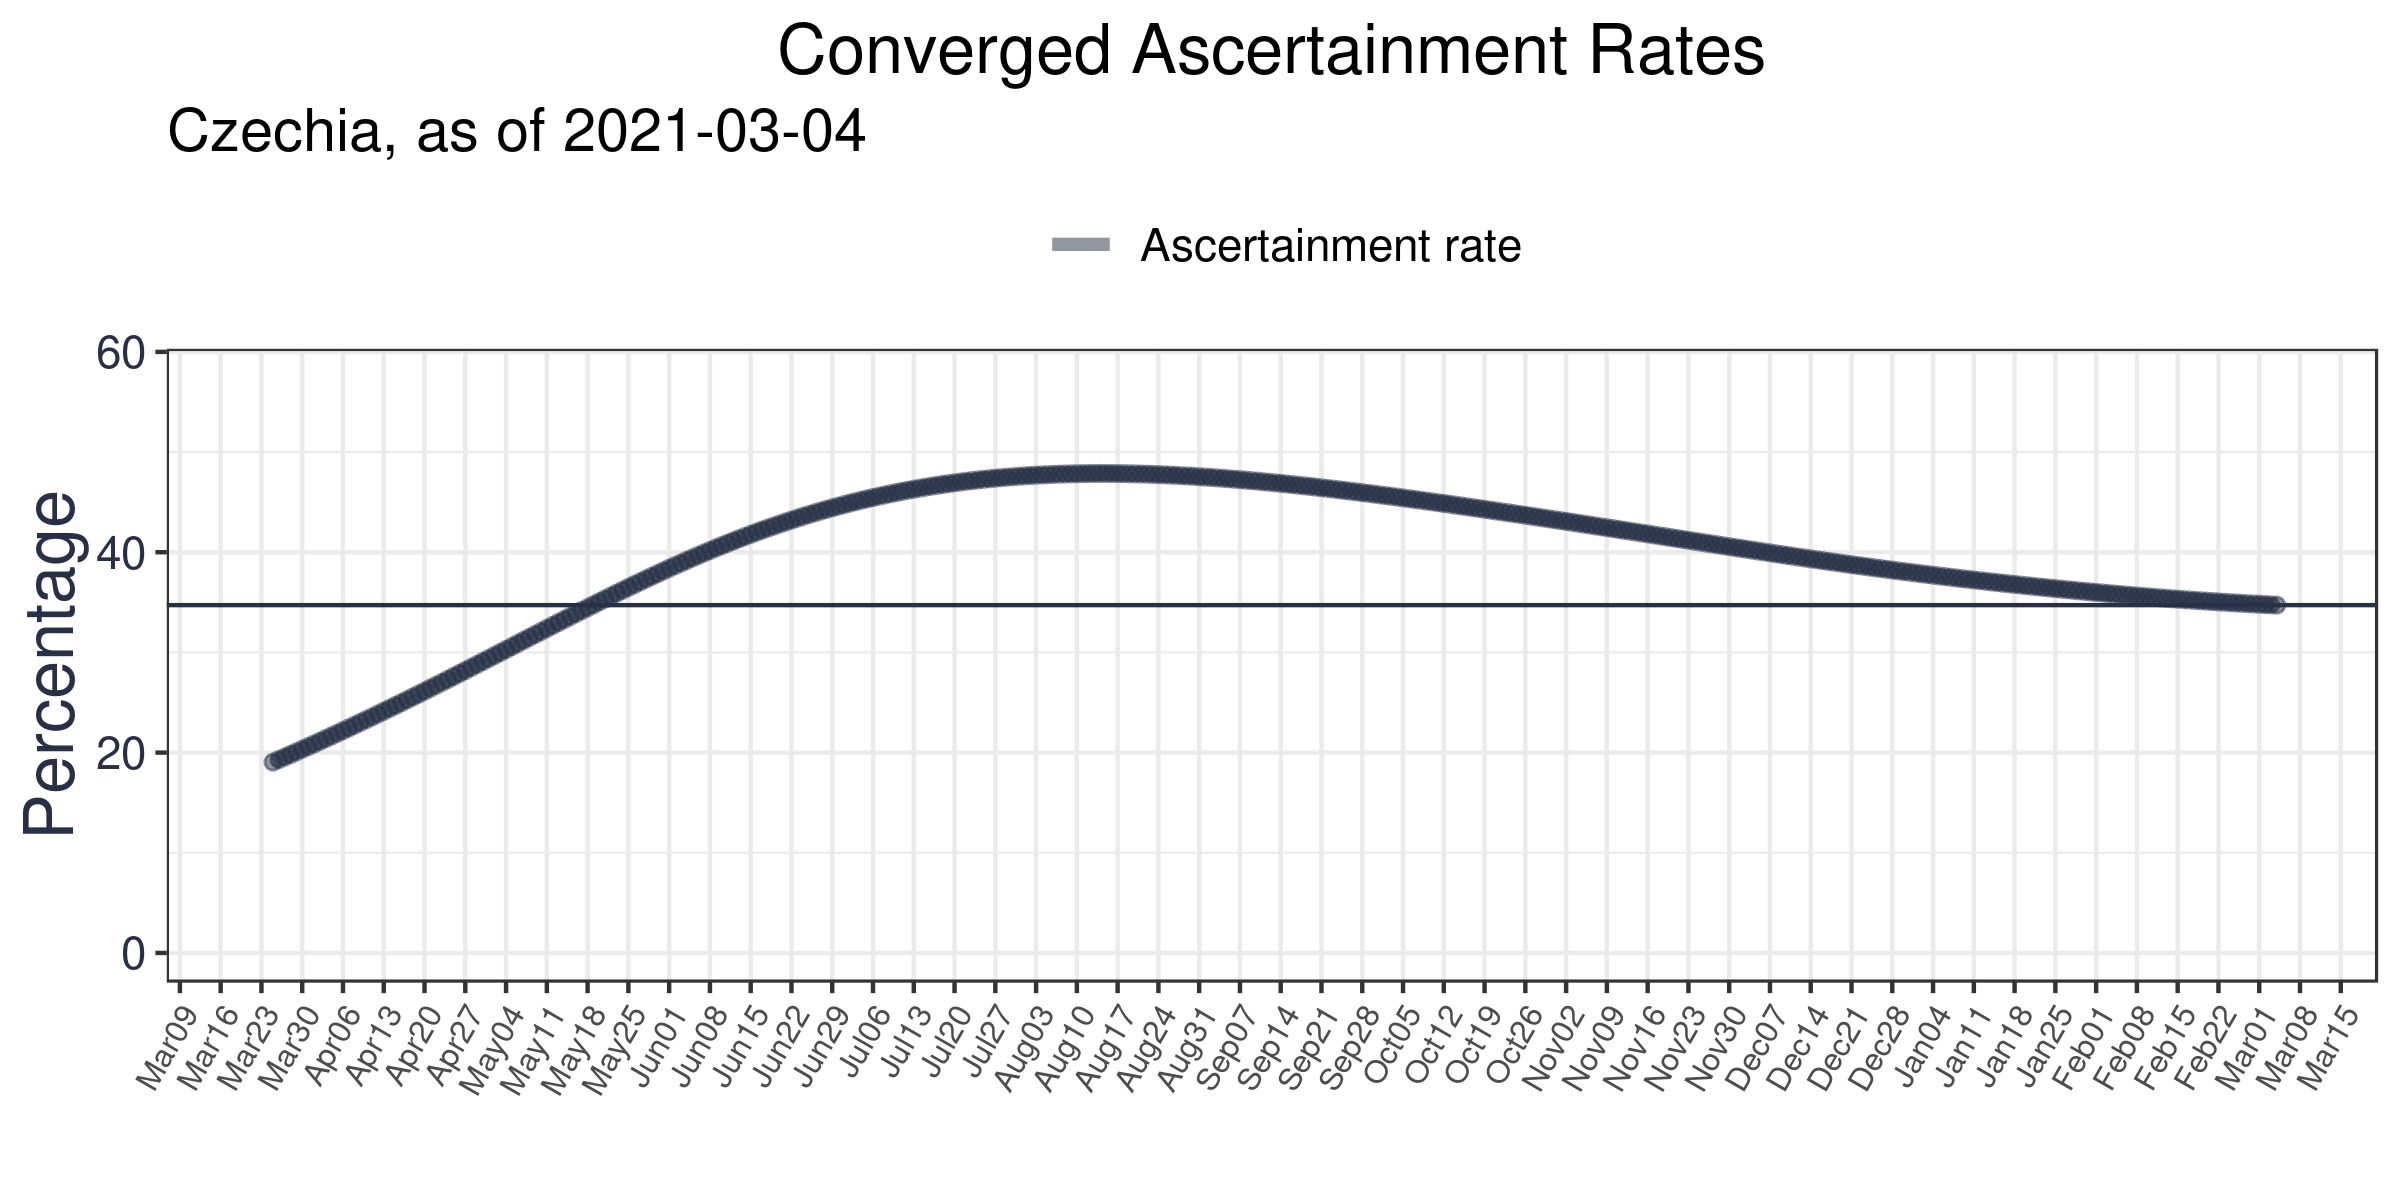 Converged Ascertainment Rates
Czechia, as of 2021-03-04
Ascertainment rate
Percentage
60
40
20
0
Mar09 Mar16 Mar23 Mar30 Apr06 Apr13 Apr20 Apr27 May04 May11 May18 May25 Jun01 Jun08 Jun15 Jun22 Jun29 Jul06 Jul13 Jul20 Jul27 Aug03 Aug10 Aug17 Aug24 Aug31 Sep07 Sep14 Sep21 Sep28 Oct05 Oct12 Oct19 Oct26 Nov02 Nov09 Nov16 Nov23 Nov30 Dec07 Dec14 Dec21 Dec28 Jan04 Jan11 Jan18 Jan25 Feb01 Feb08 Feb15 Feb22 Mar01 Mar08 Mar15